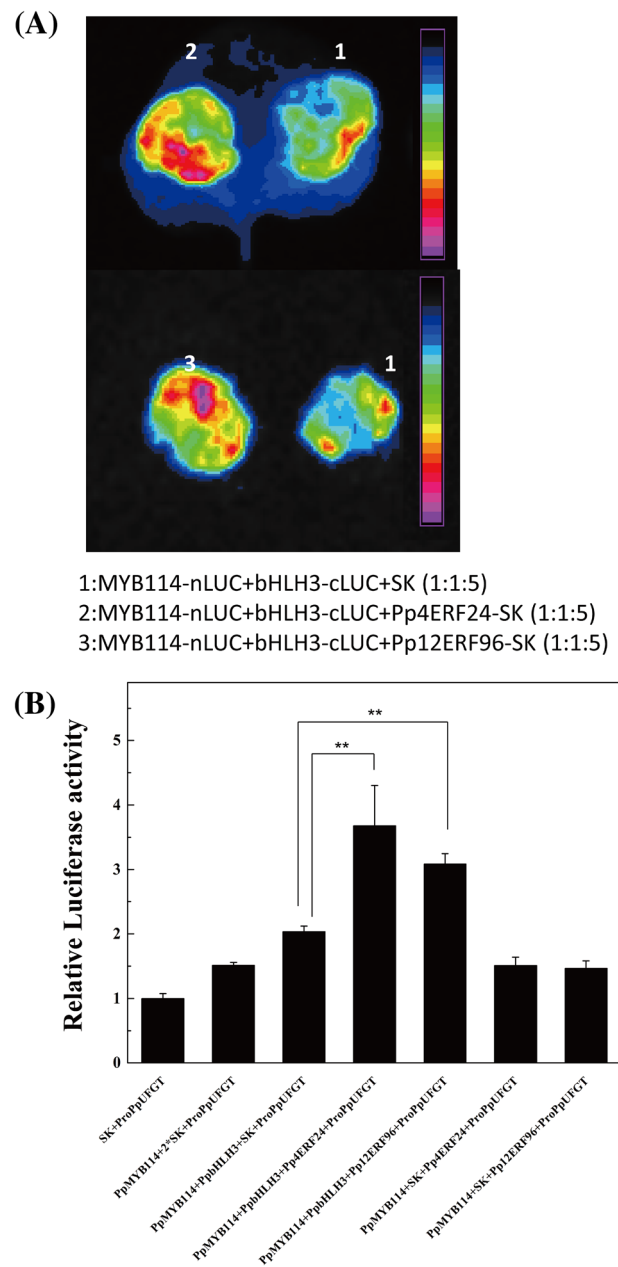 (A)
2
1
3
1
1:MYB114-nLUC+bHLH3-cLUC+SK (1:1:5)
2:MYB114-nLUC+bHLH3-cLUC+Pp4ERF24-SK (1:1:5)
3:MYB114-nLUC+bHLH3-cLUC+Pp12ERF96-SK (1:1:5)
(B)
Relative Luciferase activity
5
4
3
2
1
0
**
**
SK+ProPpUFGT
PpMYB114+2*SK+ProPpUFGT
PpMYB114+PpbHLH3+SK+ProPpUFGT
PpMYB114+PpbHLH3+Pp4ERF24+ProPpUFGT
PpMYB114+PpbHLH3+Pp12ERF96+ProPpUFGT
PpMYB114+SK+Pp4ERF24+ProPpUFGT
PpMYB114+SK+Pp12ERF96+ProPpUFGT